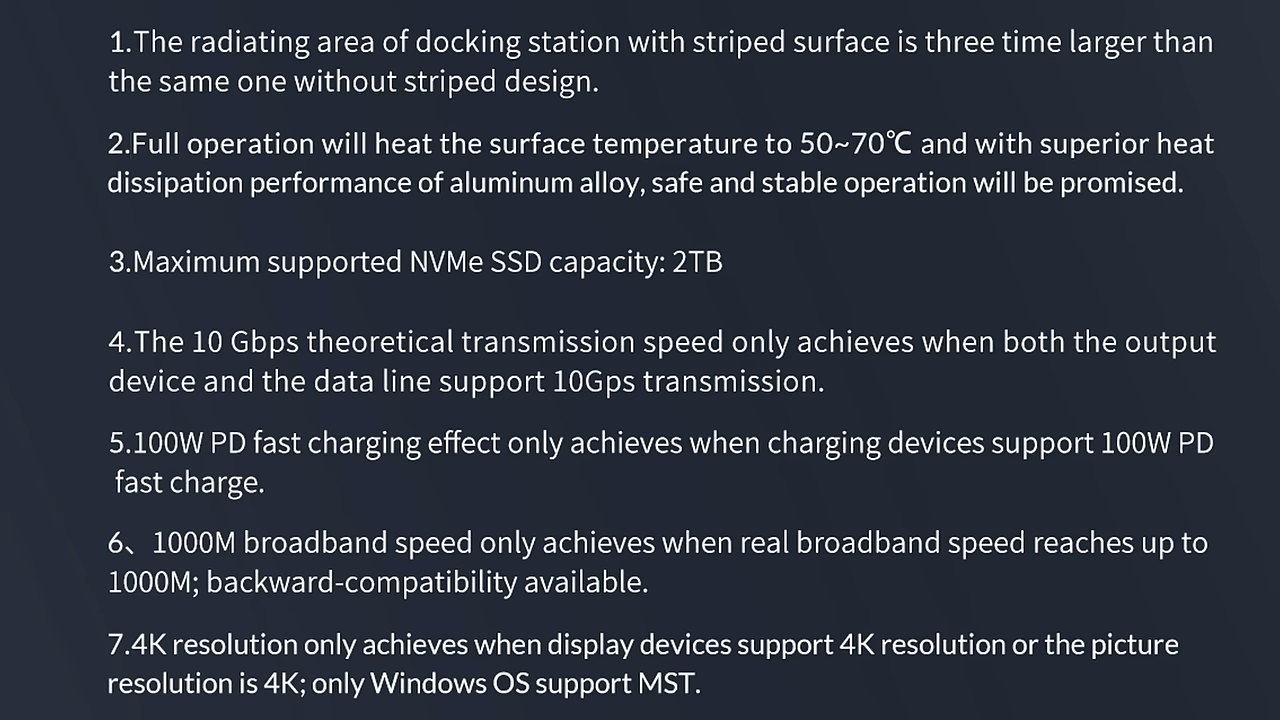 1.The radiating area of docking station with striped surface is three time larger than
the same one without striped design.
2.Full operation will heat the surface temperature to 50~70℃ and with superior heat
dissipation performance of aluminum alloy, safe and stable operation will be promised.
3.Maximum supported NVMe SSD capacity: 2TB
4.The 10 Gbps theoretical transmission speed only achieves when both the output
device and the data line support 10Gps transmission.
5.100W PD fast charging effect only achieves when charging devices support 100W PD
fast charge.
6、1000M broadband speed only achieves when real broadband speed reaches up to
1000M; backward-compatibility available.
7.4K resolution only achieves when display devices support 4K resolution or the picture
resolution is 4K; only Windows OS support MST.